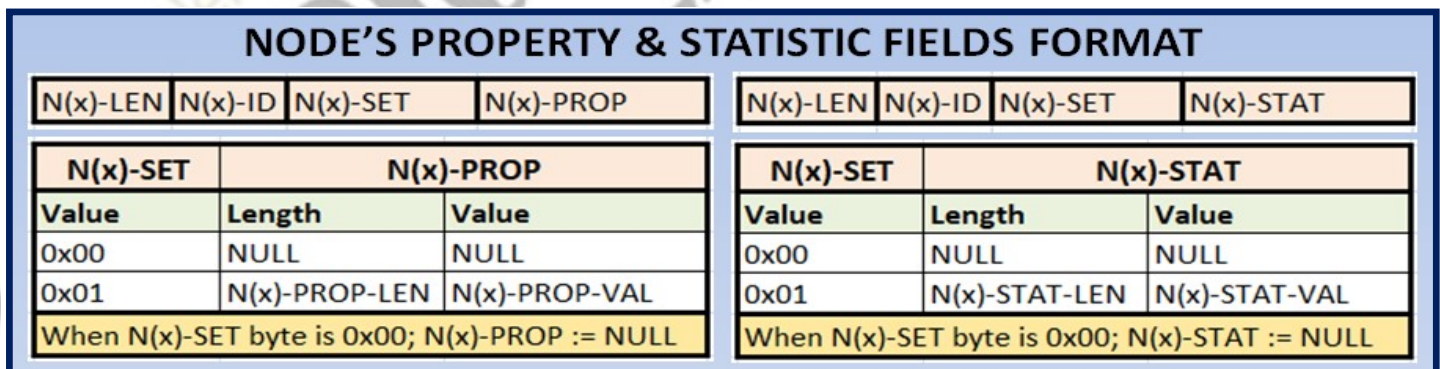 NODE'S PROPERTY & STATISTIC FIELDS FORMAT
N(x)-LEN N(x)-ID N(x)-SET N(x)-PROP
N(x)-SET N(x)-PROP
Value Length Value
0x00 NULL NULL
0x01 N(x)-PROP-LEN N(x)-PROP-VAL
When N(x)-SET byte is 0x00; N(x)-PROP := NULL
N(x)-LEN N(x)-ID N(x)-SET N(x)-STAT
N(x)-SET N(x)-STAT
Value Length Value
0x00 NULL NULL
0x01 N(x)-STAT-LEN N(x)-STAT-VAL
When N(x)-SET byte is 0x00; N(x)-STAT := NULL